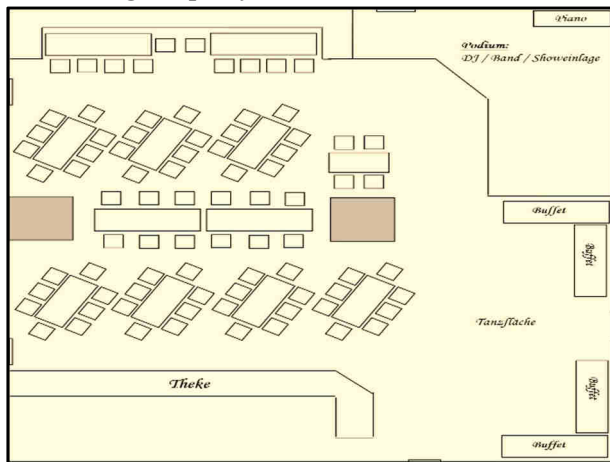 Piano
Podium:
DJ / Band / Showeinlage
Buffet
Buffet
Tanzfläche
Theke
Buffet
Buffet